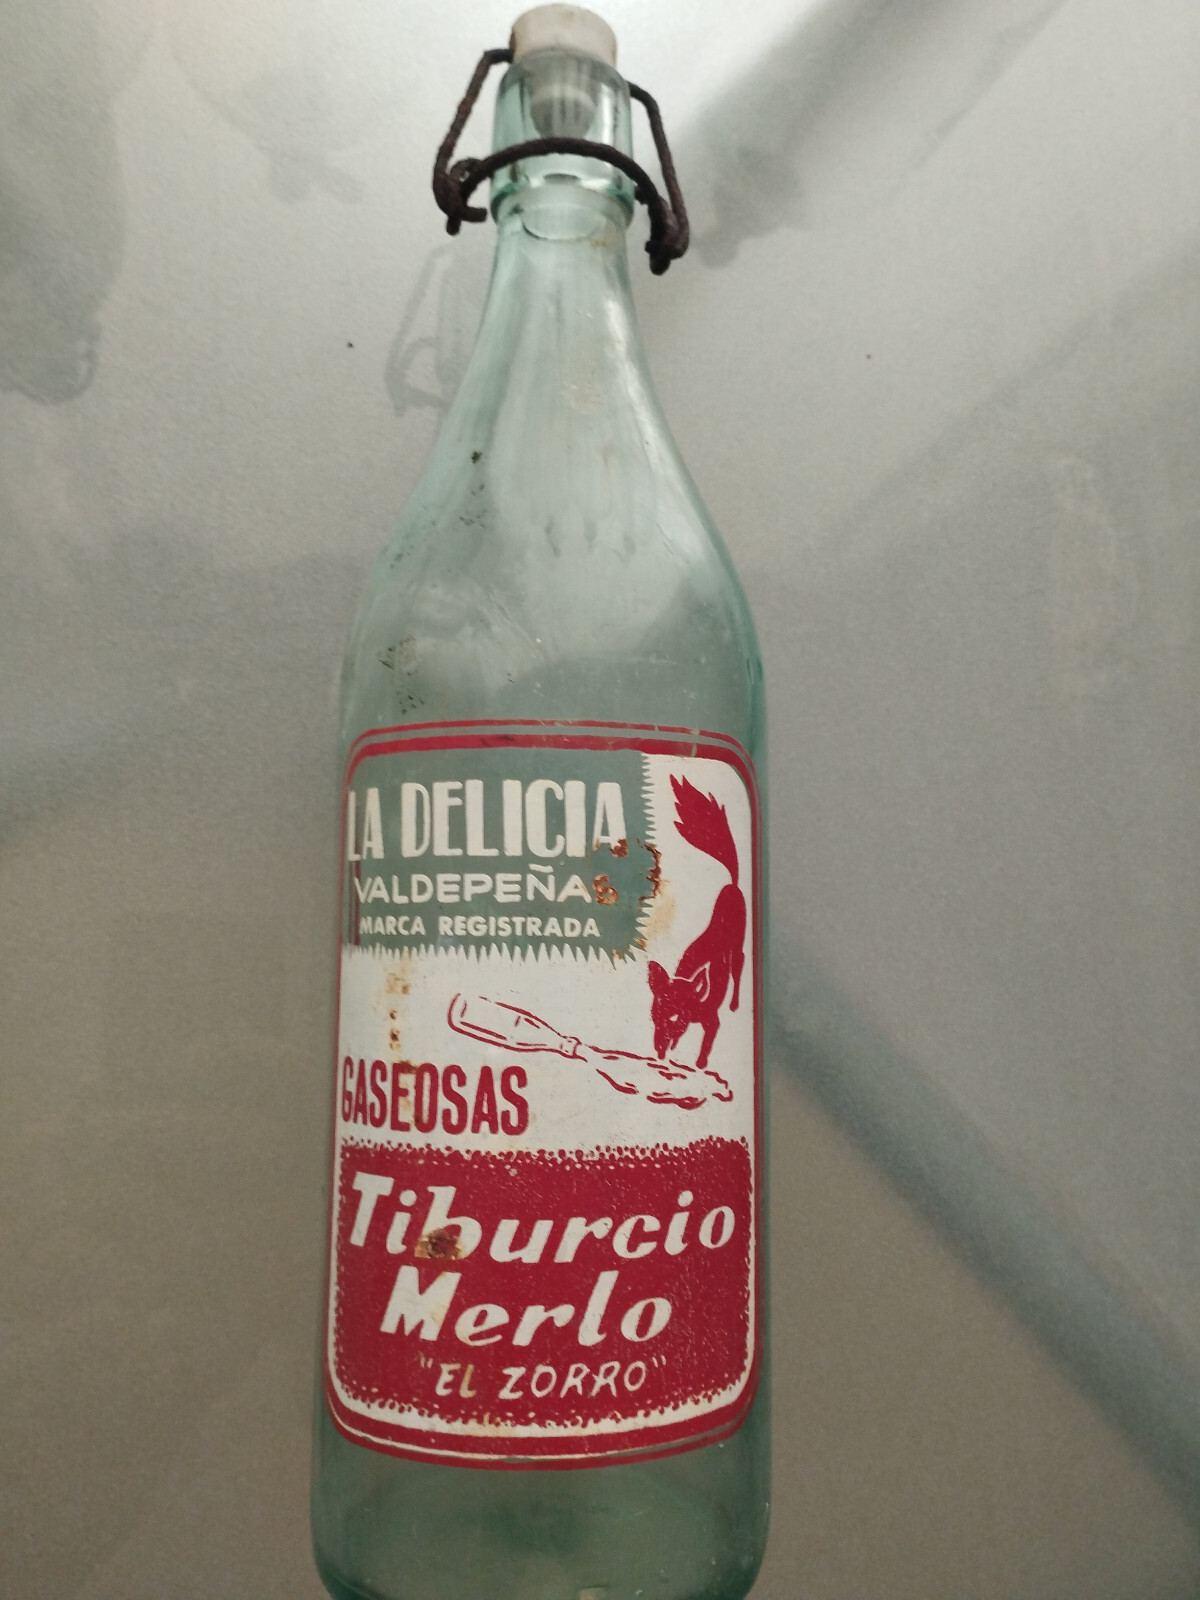 LA DELICIA
VALDEPEÑAS
MARCA REGISTRADA
GASEOSAS
Tiburcio
Merlo
"EL ZORRO"